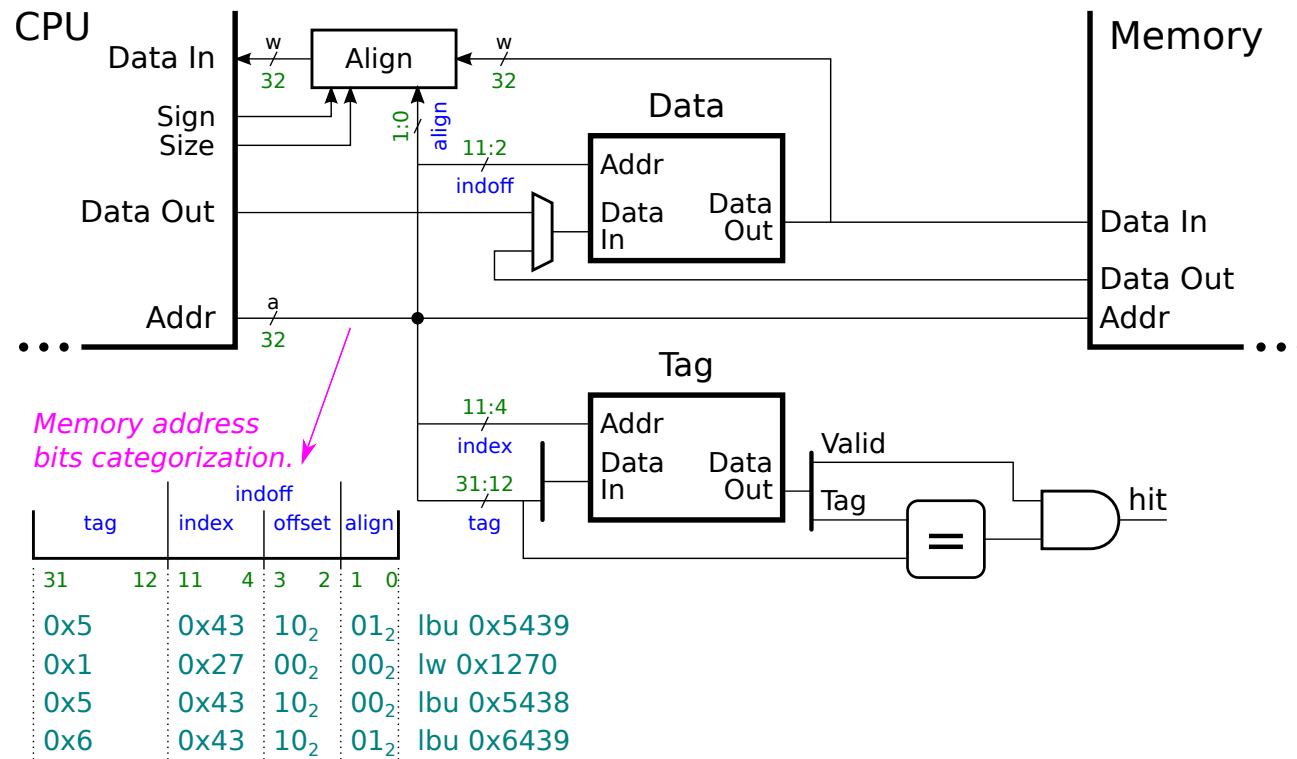 CPU
Memory
Data In
w
32
Align
w
32
Sign
Size
1:0
align
Data
11:2
indoff
Addr
Data In
Data Out
Data Out
Data In
Data Out
Addr
a
32
Addr
Memory address
bits categorization.
Tag
11:4
index
Addr
Data In
Data Out
31:12
tag
Valid
Tag
=
hit
indoff
tag index offset align
31 12 11 4 3 2 1 0
0x5 0x43 10₂ 01₂ lbu 0x5439
0x1 0x27 00₂ 00₂ lw 0x1270
0x5 0x43 10₂ 00₂ lbu 0x5438
0x6 0x43 10₂ 01₂ lbu 0x6439